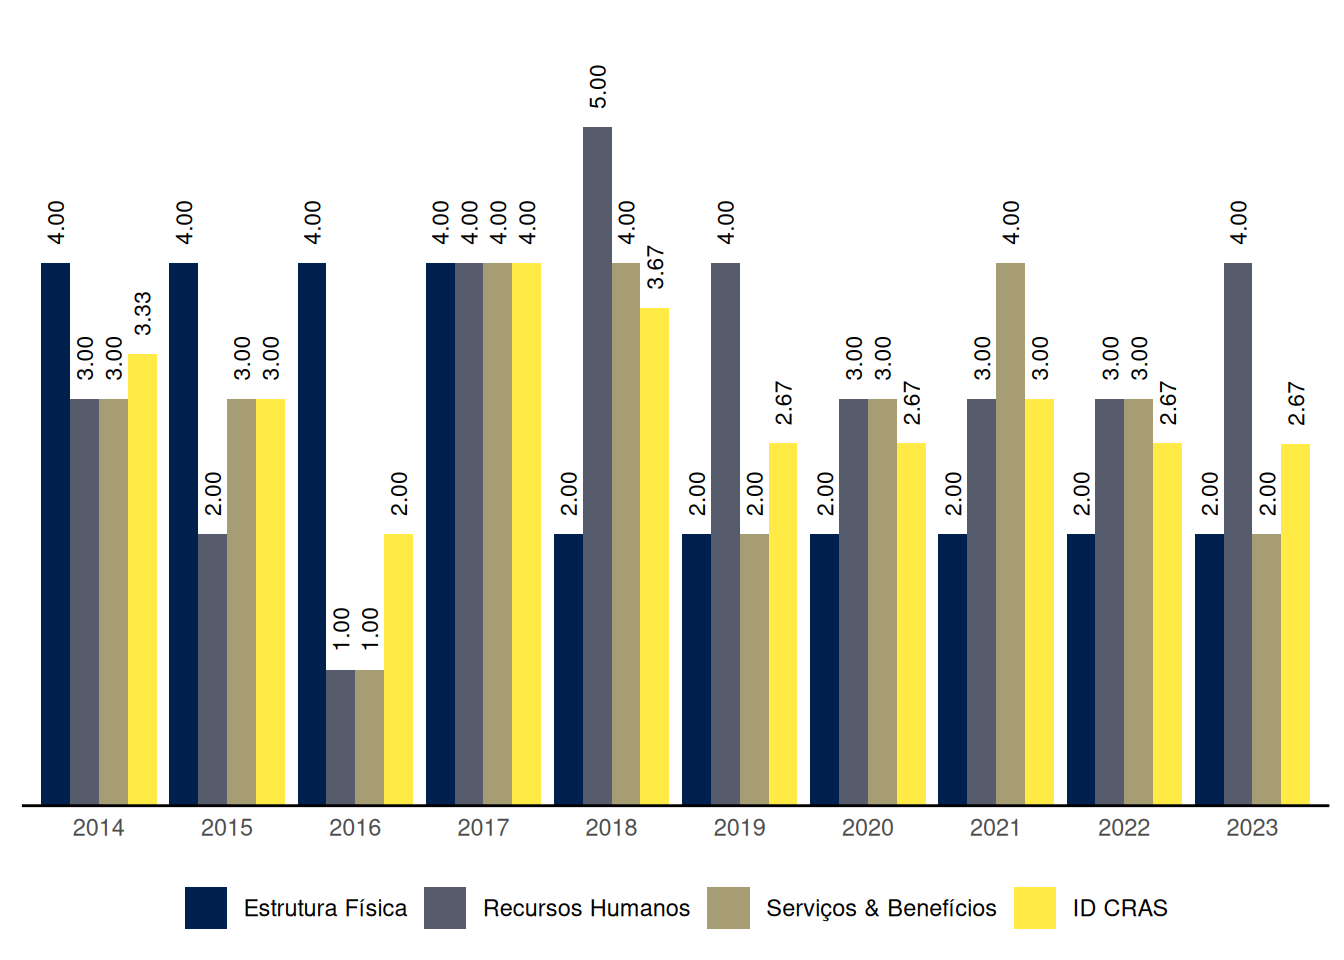 5.00
4.00 4.00 4.00 4.00 4.00 4.00 4.00 4.00 4.00 4.00 4.00
3.67
3.33
3.00 3.00 3.00 3.00 3.00 3.00 3.00 3.00 3.00 3.00
2.67 2.67 2.67 2.67
2.00 2.00 2.00 2.00 2.00 2.00 2.00 2.00 2.00 2.00
1.00 1.00
2014 2015 2016 2017 2018 2019 2020 2021 2022 2023
Estrutura Física Recursos Humanos Serviços & Benefícios ID CRAS